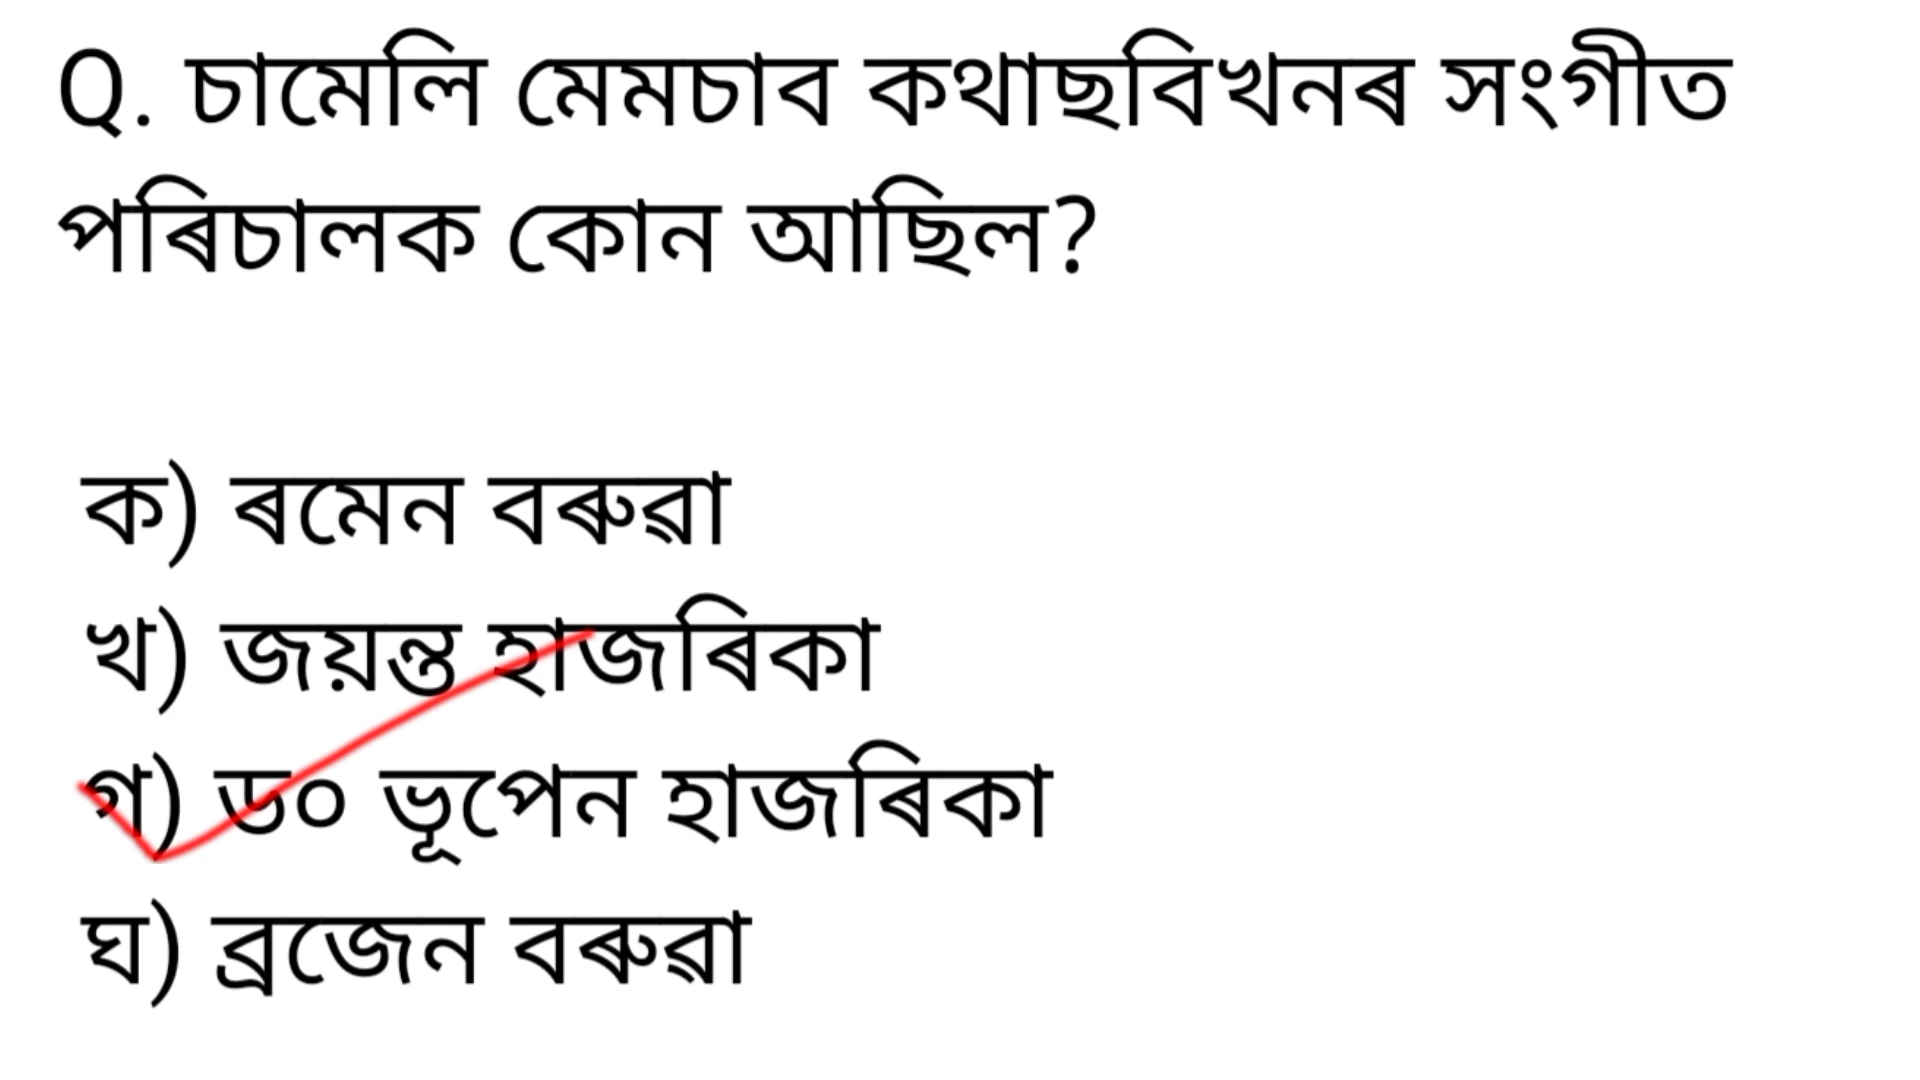 Q. চামেলি মেমচাব কথাছবিখনৰ সংগীত
পৰিচালক কোন আছিল?
ক) ৰমেন বৰুৱা
খ) জয়ন্ত হাজৰিকা
গ) ড০ ভূপেন হাজৰিকা
ঘ) ব্ৰজেন বৰুৱা